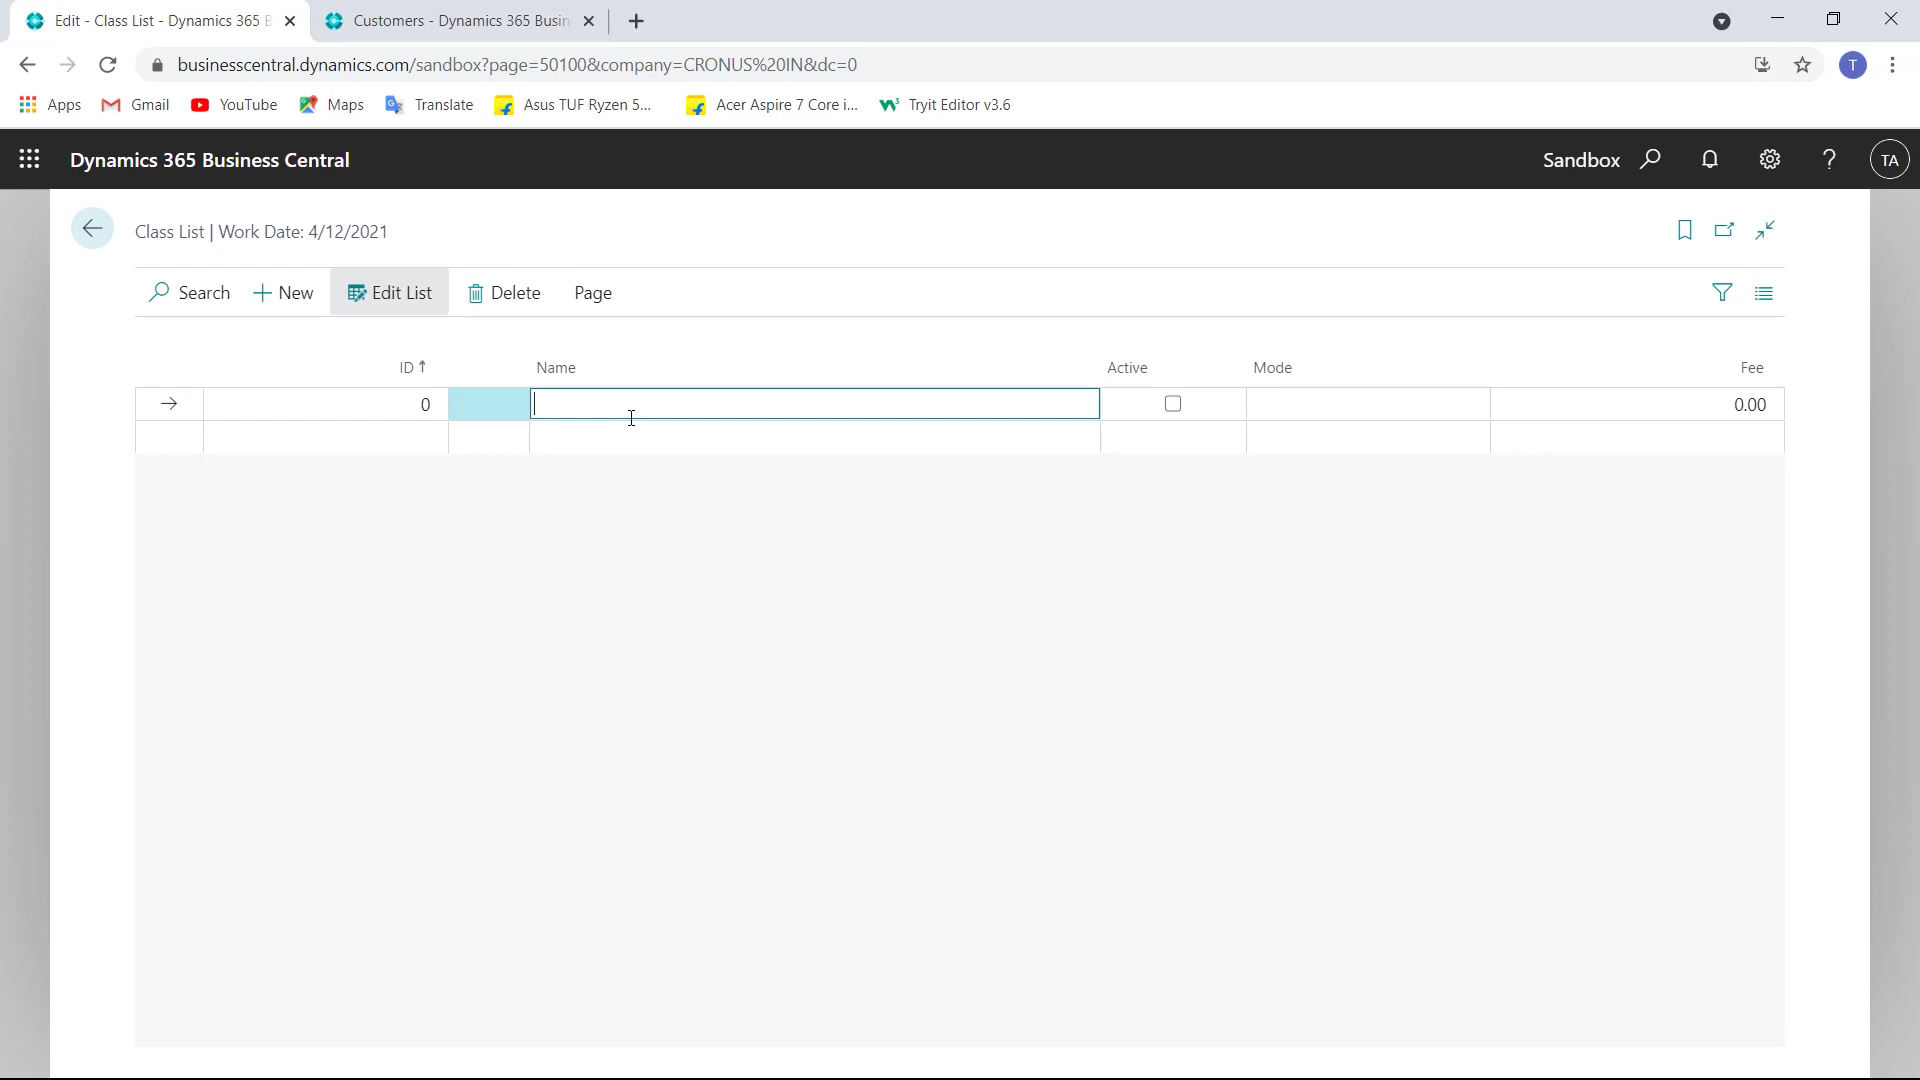 Edit - Class List - Dynamics 365 B
Customers - Dynamics 365 Busin
businesscentral.dynamics.com/sandbox?page=50100&company=CRONUS%20IN&dc=0
T
Apps Gmail YouTube Maps Translate Asus TUF Ryzen 5... Acer Aspire 7 Core i... Tryit Editor v3.6
Dynamics 365 Business Central
Sandbox
?
TA
Class List | Work Date: 4/12/2021
Search + New Edit List Delete Page
ID↑ Name Active Mode Fee
→ 0 0.00